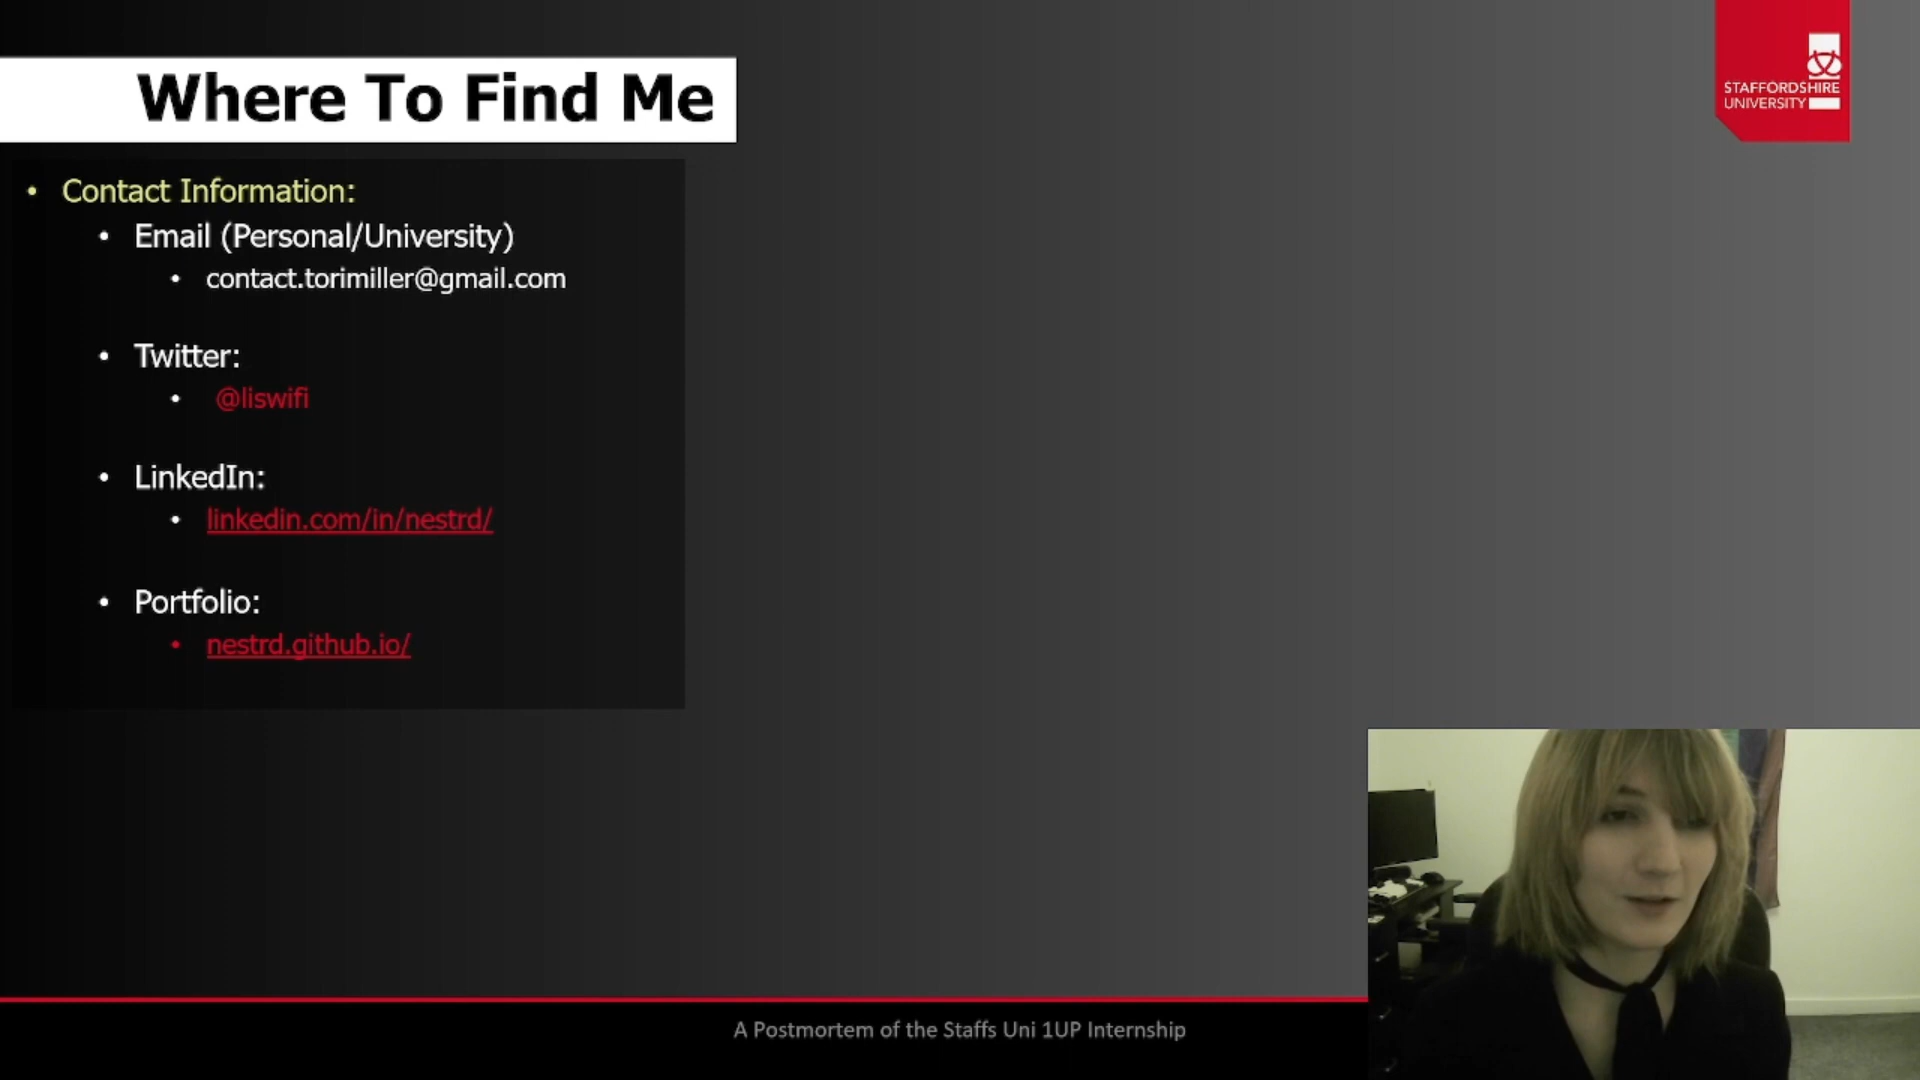 Where To Find Me
STAFFORDSHIRE
UNIVERSITY
• Contact Information:
• Email (Personal/University)
• contact.torimiller@gmail.com
• Twitter:
• @liswifi
• LinkedIn:
• linkedin.com/in/nestrd/
• Portfolio:
• nestrd.github.io/
A Postmortem of the Staffs Uni 1UP Internship